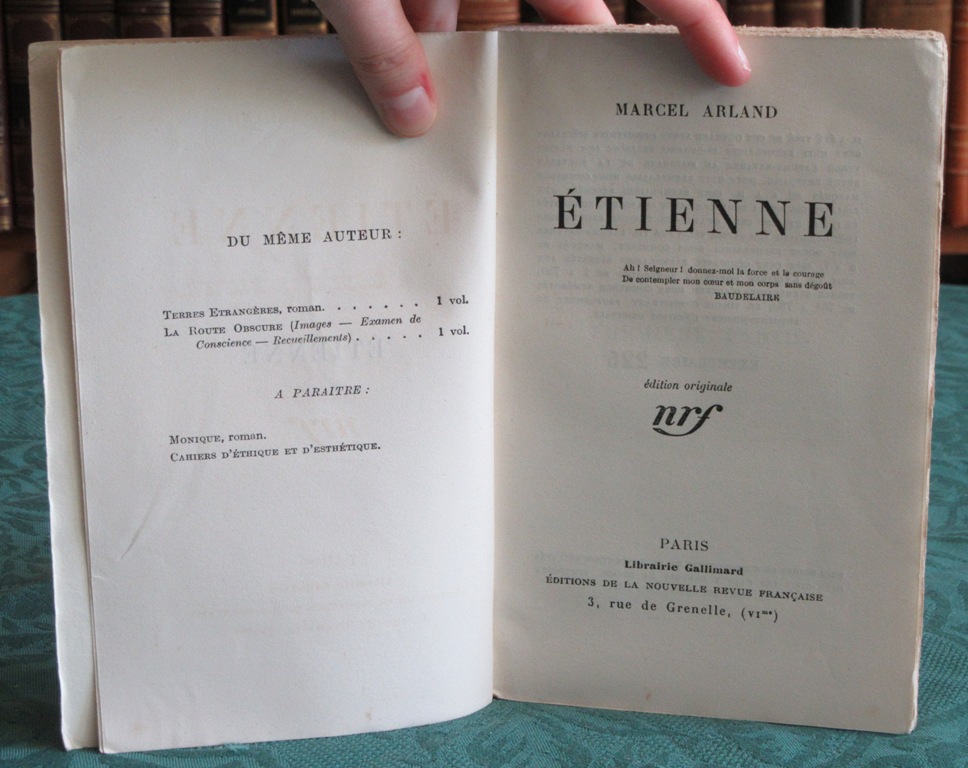 DU MÊME AUTEUR :
TERRES ETRANGÈRES, roman. . . . . . . 1 vol.
LA ROUTE OBSCURE (Images — Examen de
Conscience — Recueillements) . . . . . 1 vol.
A PARAITRE :
MONIQUE, roman.
CAHIERS D'ÉTHIQUE ET D'ESTHÉTIQUE.
MARCEL ARLAND
ÉTIENNE
Ah ! Seigneur ! donnez-moi la force et le courage
De contempler mon cœur et mon corps sans dégoût
BAUDELAIRE
édition originale
nrf
PARIS
Librairie Gallimard
ÉDITIONS DE LA NOUVELLE REVUE FRANÇAISE
3, rue de Grenelle, (VIme)